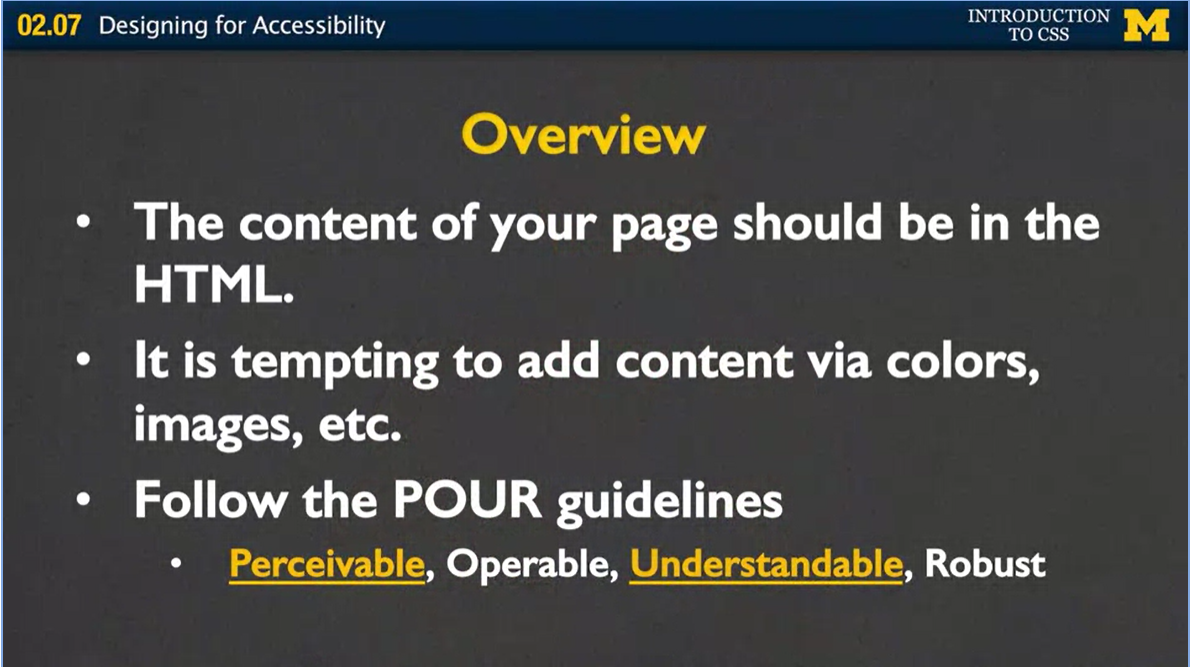 02.07 Designing for Accessibility
INTRODUCTION
TO CSS
M
Overview
• The content of your page should be in the
HTML.
• It is tempting to add content via colors,
images, etc.
• Follow the POUR guidelines
• Perceivable, Operable, Understandable, Robust